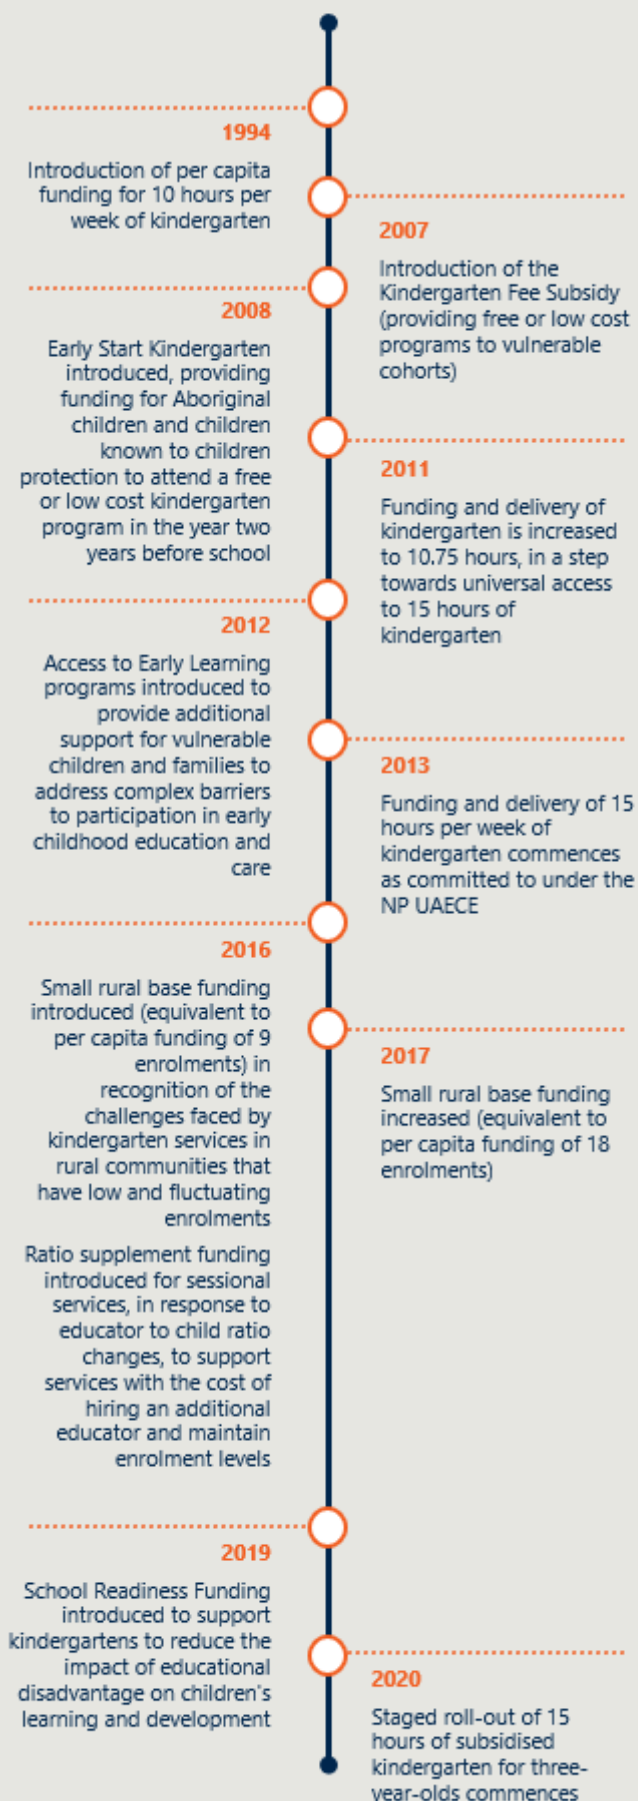 1994
Introduction of per capita
funding for 10 hours per
week of kindergarten
2007
Introduction of the
Kindergarten Fee Subsidy
(providing free or low cost
programs to vulnerable
cohorts)
2008
Early Start Kindergarten
introduced, providing
funding for Aboriginal
children and children
known to children
protection to attend a free
or low cost kindergarten
program in the year two
years before school
2011
Funding and delivery of
kindergarten is increased
to 10.75 hours, in a step
towards universal access
to 15 hours of
kindergarten
2012
Access to Early Learning
programs introduced to
provide additional
support for vulnerable
children and families to
address complex barriers
to participation in early
childhood education and
care
2013
Funding and delivery of 15
hours per week of
kindergarten commences
as committed to under the
NP UAECE
2016
Small rural base funding
introduced (equivalent to
per capita funding of 9
enrolments) in
recognition of the
challenges faced by
kindergarten services in
rural communities that
have low and fluctuating
enrolments
Ratio supplement funding
introduced for sessional
services, in response to
educator to child ratio
changes, to support
services with the cost of
hiring an additional
educator and maintain
enrolment levels
2017
Small rural base funding
increased (equivalent to
per capita funding of 18
enrolments)
2019
School Readiness Funding
introduced to support
kindergartens to reduce the
impact of educational
disadvantage on children's
learning and development
2020
Staged roll-out of 15
hours of subsidised
kindergarten for three-
year-olds commences